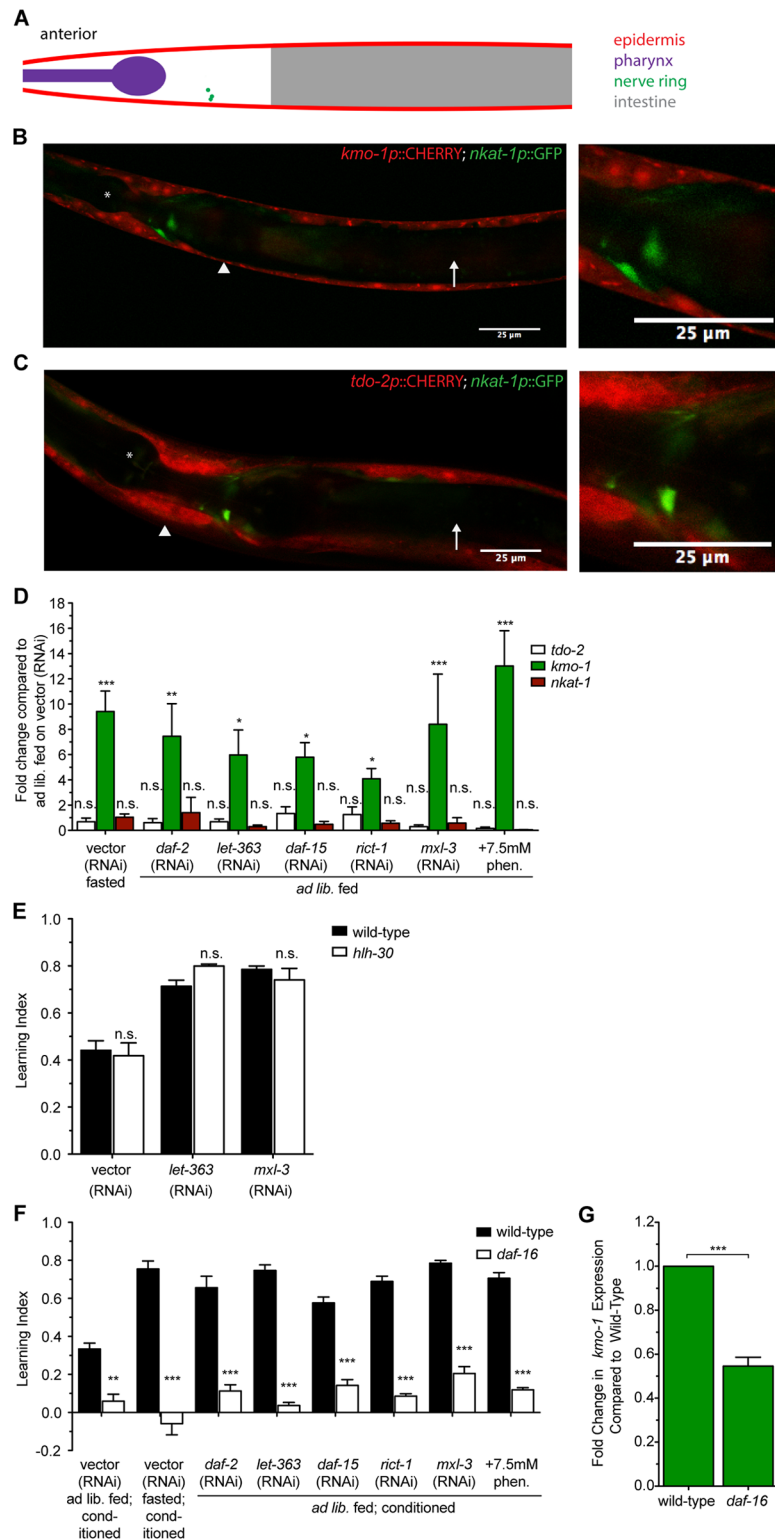 A
anterior
epidermis
pharynx
nerve ring
intestine
B
kmo-1p::CHERRY; nkat-1p::GFP
*
25 µm
25 µm
C
tdo-2p::CHERRY; nkat-1p::GFP
*
25 µm
25 µm
D
Fold change compared to
ad lib. fed on vector (RNAi)
18
16
14
12
10
8
6
4
2
0
tdo-2
kmo-1
nkat-1
n.s. *** n.s.
n.s. ** n.s.
n.s. * n.s.
n.s. * n.s.
n.s. * n.s.
n.s. *** n.s.
n.s. *** n.s.
vector
(RNAi)
fasted
daf-2
(RNAi)
let-363
(RNAi)
daf-15
(RNAi)
rict-1
(RNAi)
mxl-3
(RNAi)
+7.5mM
phen.
ad lib. fed
E
Learning Index
1.0
0.8
0.6
0.4
0.2
0.0
wild-type
hlh-30
n.s.
n.s.
n.s.
vector
(RNAi)
let-363
(RNAi)
mxl-3
(RNAi)
F
Learning Index
1.0
0.8
0.6
0.4
0.2
0.0
-0.2
wild-type
daf-16
**
***
***
***
***
***
***
***
vector
(RNAi)
ad lib. fed;
cond-
itioned
vector
(RNAi)
fasted;
cond-
itioned
daf-2
(RNAi)
let-363
(RNAi)
daf-15
(RNAi)
rict-1
(RNAi)
mxl-3
(RNAi)
+7.5mM
phen.
ad lib. fed; conditioned
G
Fold Change in kmo-1 Expression
Compared to Wild-Type
1.2
1.0
0.8
0.6
0.4
0.2
0.0
***
wild-type
daf-16